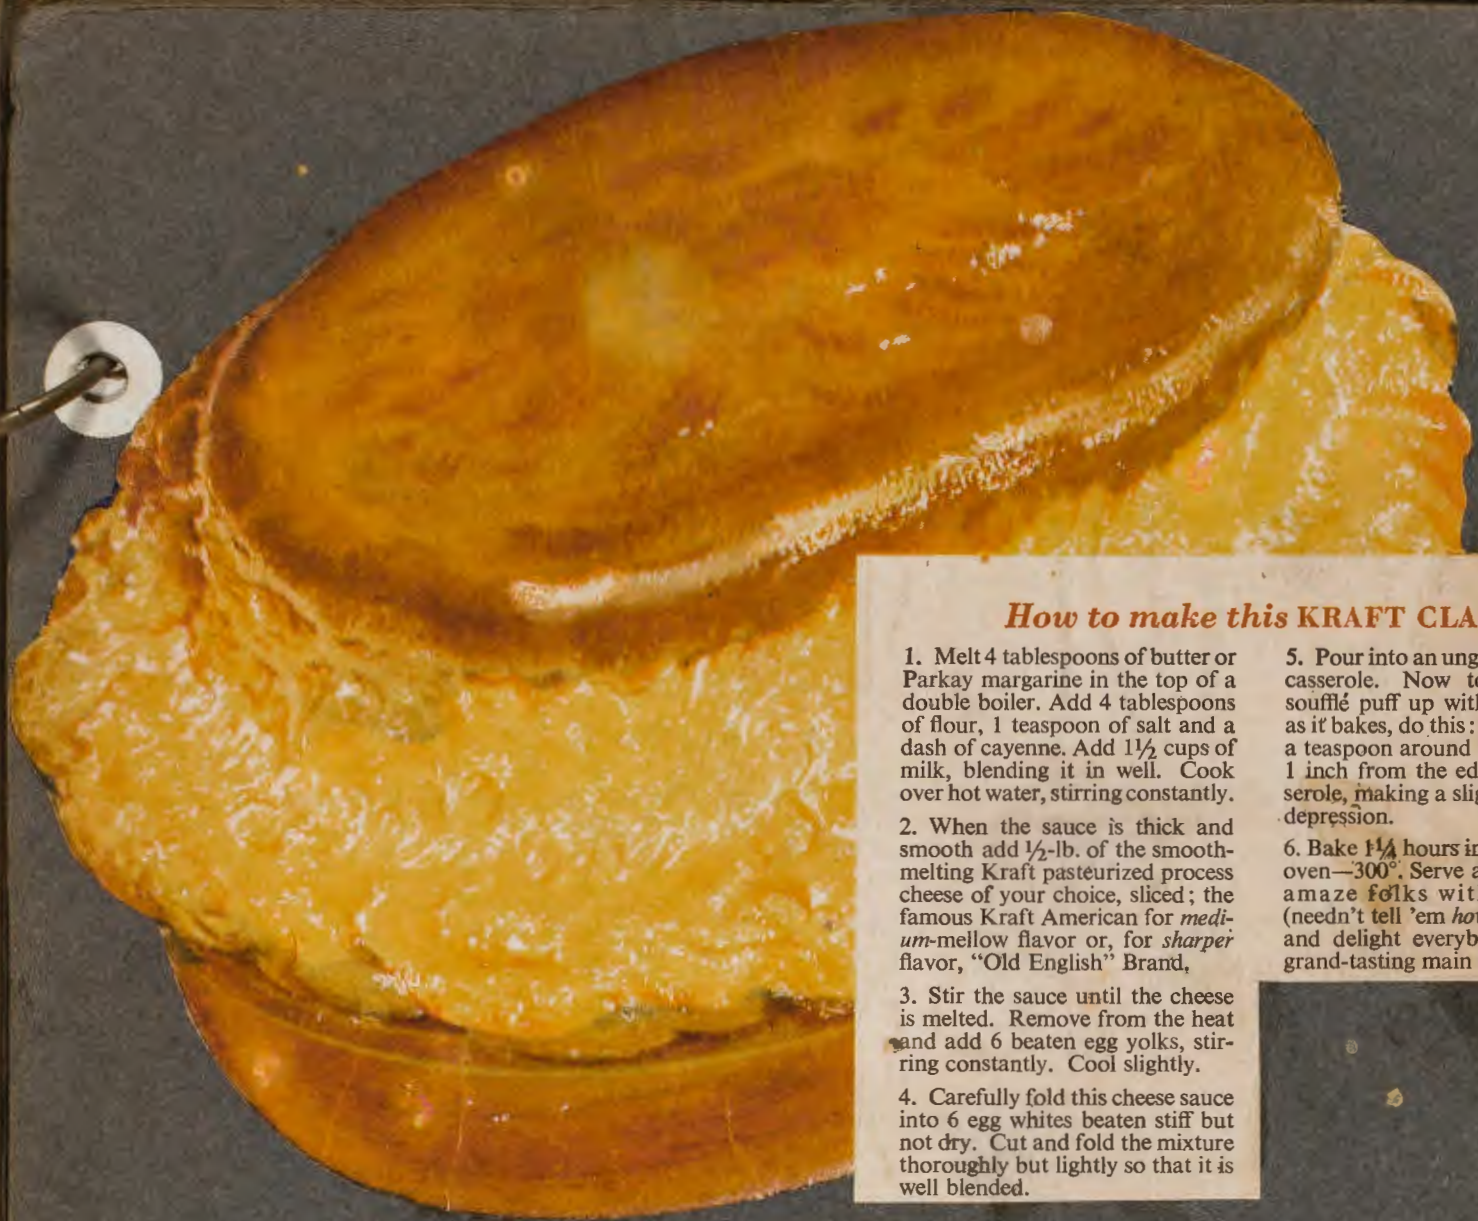 How to make this KRAFT CLA
1. Melt 4 tablespoons of butter or
Parkay margarine in the top of a
double boiler. Add 4 tablespoons
of flour, 1 teaspoon of salt and a
dash of cayenne. Add 1½ cups of
milk, blending it in well. Cook
over hot water, stirring constantly.
2. When the sauce is thick and
smooth add ½-lb. of the smooth-
melting Kraft pasteurized process
cheese of your choice, sliced; the
famous Kraft American for medi-
um-mellow flavor or, for sharper
flavor, “Old English” Brand.
3. Stir the sauce until the cheese
is melted. Remove from the heat
and add 6 beaten egg yolks, stir-
ring constantly. Cool slightly.
4. Carefully fold this cheese sauce
into 6 egg whites beaten stiff but
not dry. Cut and fold the mixture
thoroughly but lightly so that it is
well blended.
5. Pour into an ung
casserole. Now to
soufflé puff up wit
as it bakes, do this:
a teaspoon around
1 inch from the ed
serole, making a slig
depression.
6. Bake 1¼ hours in
oven—300°. Serve a
amaze folks wit
(needn't tell 'em ho
and delight everyb
grand-tasting main